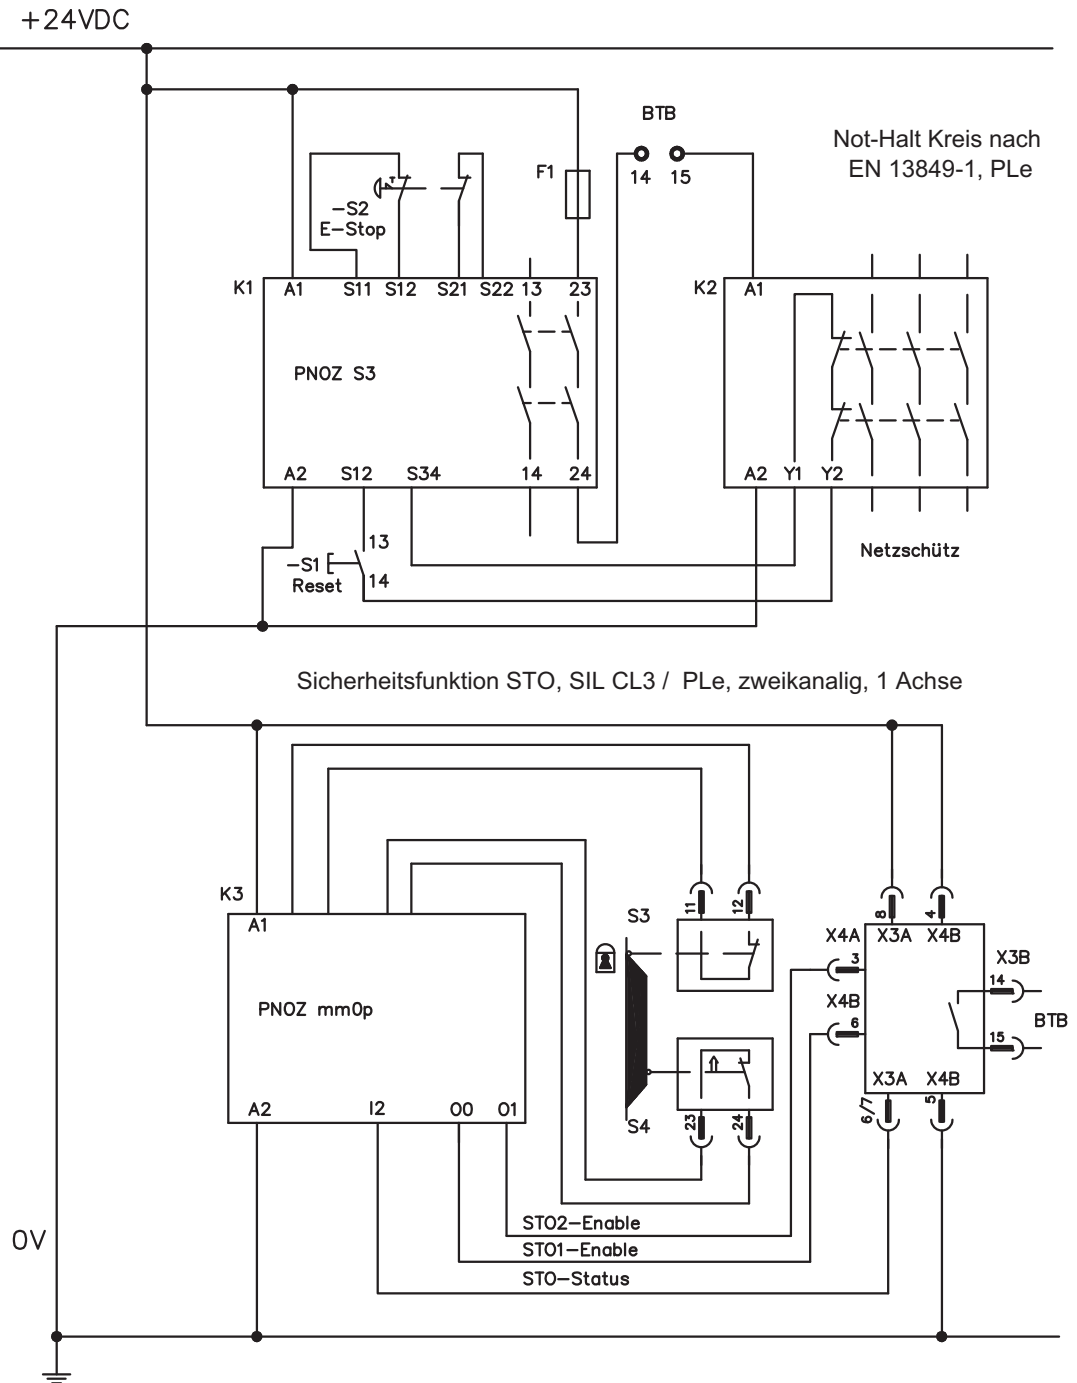 +24VDC
BTB
Not-Halt Kreis nach
EN 13849-1, PLe
F1
14 15
-S2
E-Stop
K1 A1 S11 S12 S21 S22 13 23
K2 A1
PNOZ S3
A2 S12 S34 14 24
A2 Y1 Y2
13
-S1
14
Reset
Netzschütz
Sicherheitsfunktion STO, SIL CL3 / PLe, zweikanalig, 1 Achse
K3
A1
S3
11 12
8 4
X4A X3A X4B
3
X3B
14
X4B
6
BTB
15
PNOZ mm0p
X3A X4B
6/7 5
A2 I2 O0 O1
S4
23 24
STO2-Enable
STO1-Enable
STO-Status
0V